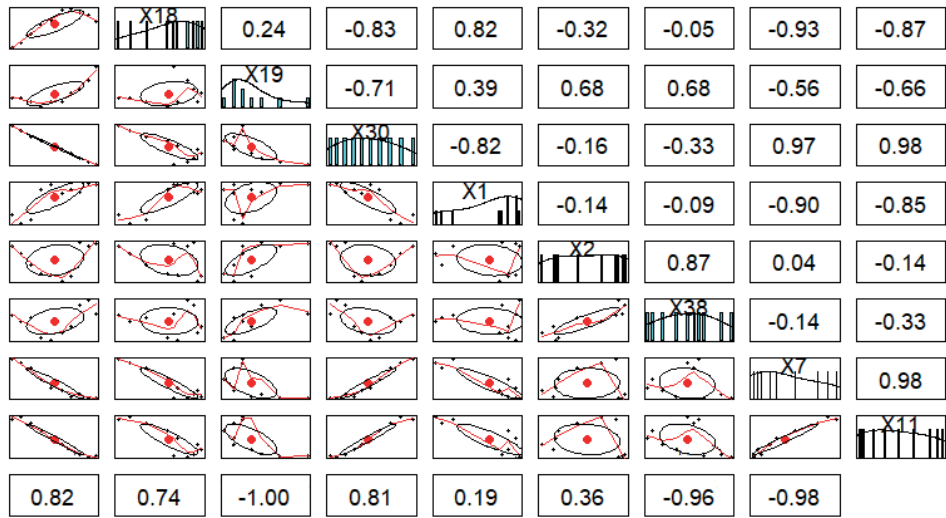 X18 0.24 -0.83 0.82 -0.32 -0.05 -0.93 -0.87
X19 -0.71 0.39 0.68 0.68 -0.56 -0.66
X30 -0.82 -0.16 -0.33 0.97 0.98
X1 -0.14 -0.09 -0.90 -0.85
X2 0.87 0.04 -0.14
X38 -0.14 -0.33
X7 0.98
X11
0.82 0.74 -1.00 0.81 0.19 0.36 -0.96 -0.98